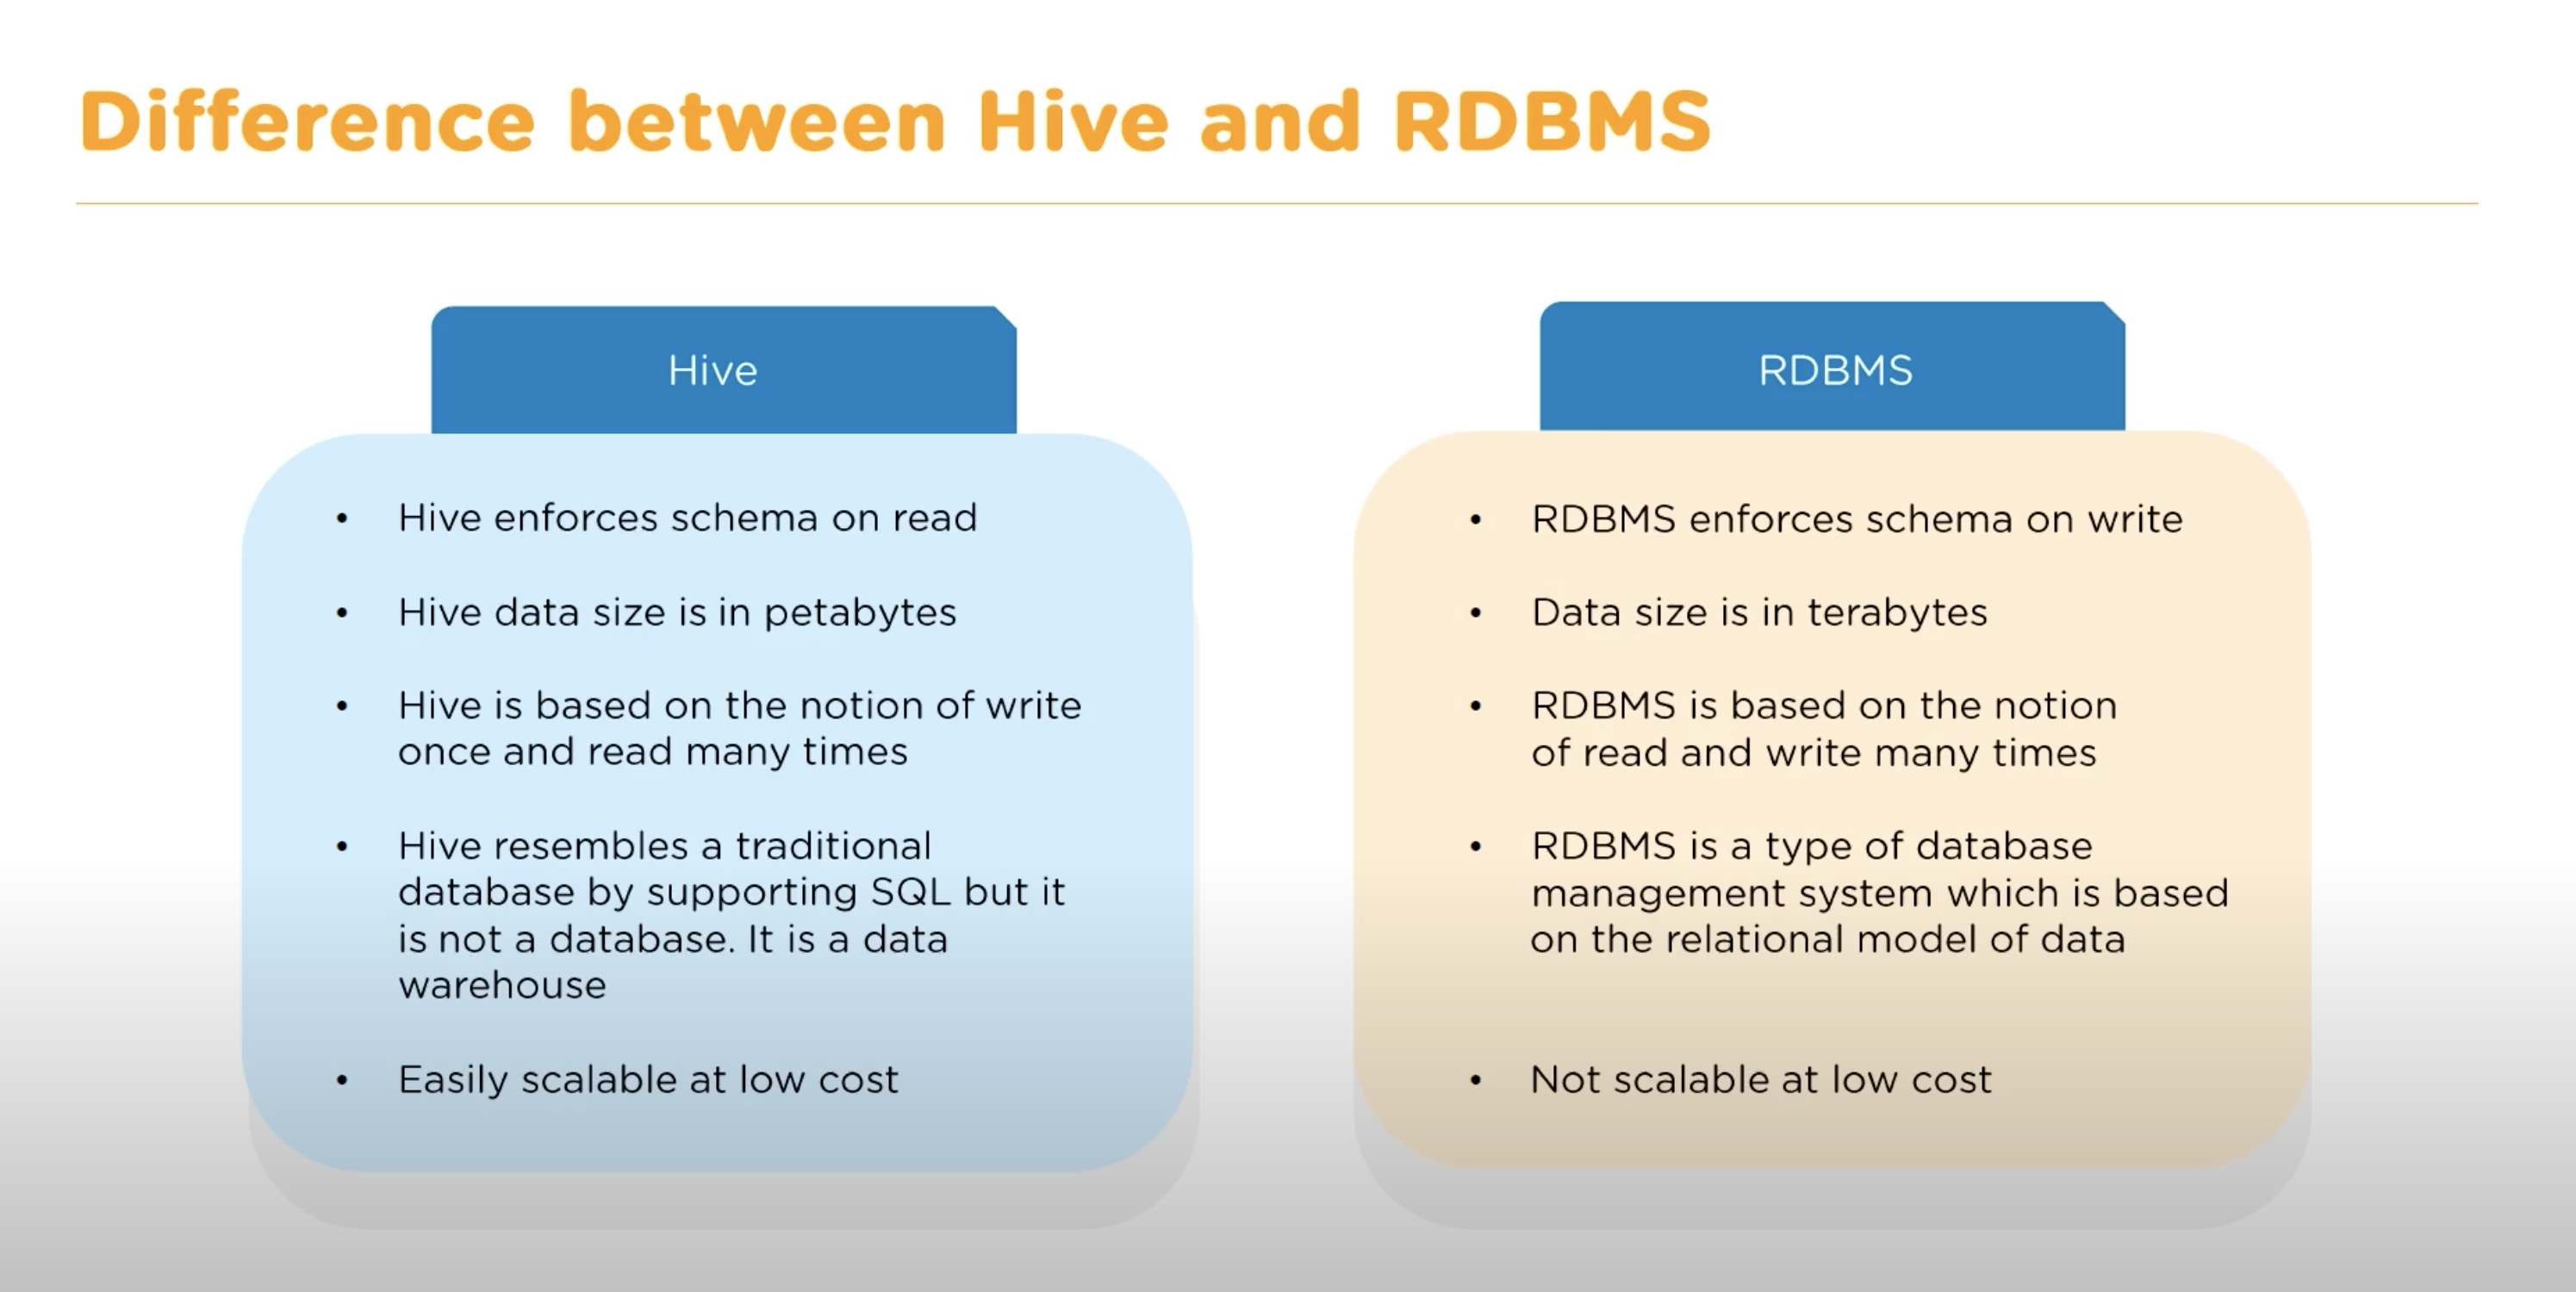 Difference between Hive and RDBMS
Hive
• Hive enforces schema on read
• Hive data size is in petabytes
• Hive is based on the notion of write
once and read many times
• Hive resembles a traditional
database by supporting SQL but it
is not a database. It is a data
warehouse
• Easily scalable at low cost
RDBMS
• RDBMS enforces schema on write
• Data size is in terabytes
• RDBMS is based on the notion
of read and write many times
• RDBMS is a type of database
management system which is based
on the relational model of data
• Not scalable at low cost